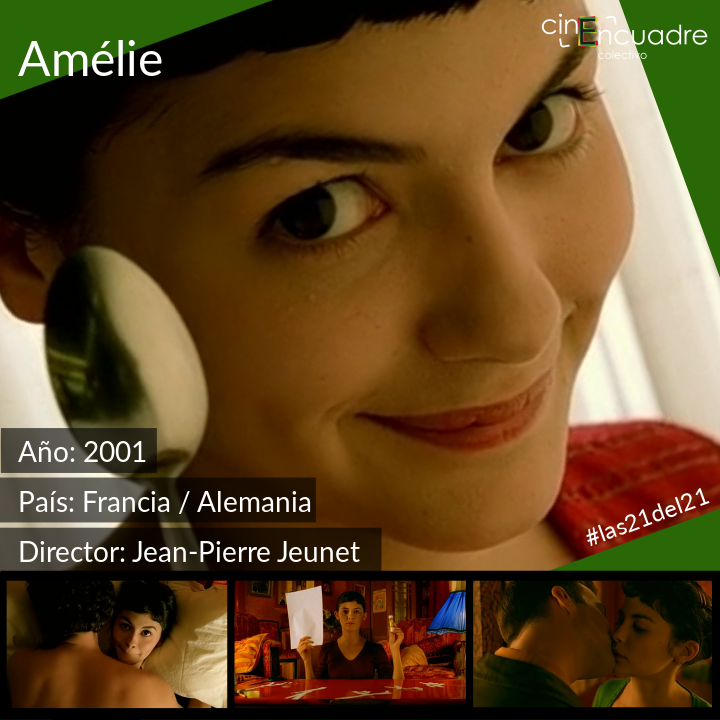 Amélie
cinEncuadre
colectivo
Año: 2001
País: Francia / Alemania
Director: Jean-Pierre Jeunet
#las21del21